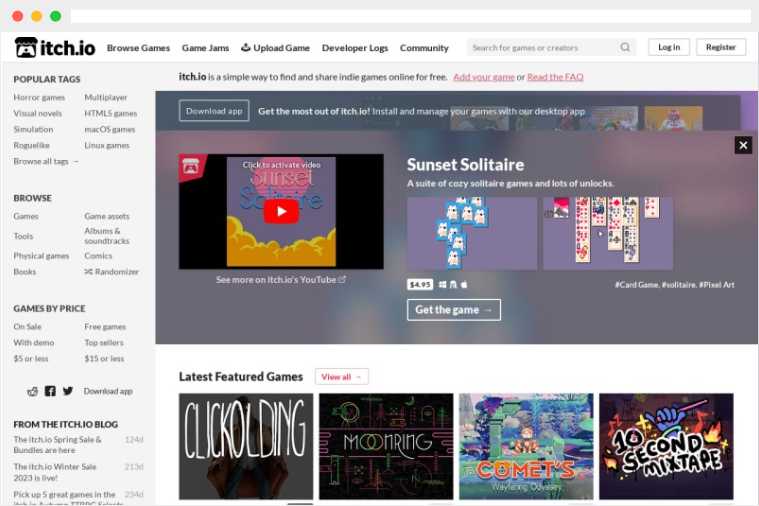 itch.io
Browse Games
Game Jams
Upload Game
Developer Logs
Community
Search for games or creators
Log in
Register
POPULAR TAGS
Horror games
Multiplayer
Visual novels
HTML5 games
Simulation
macOS games
Roguelike
Linux games
Browse all tags →
BROWSE
Games
Game assets
Tools
Albums &
soundtracks
Physical games
Comics
Books
Randomizer
GAMES BY PRICE
On Sale
Free games
With demo
Top sellers
$5 or less
$15 or less
Download app
FROM THE ITCH.IO BLOG
The itch.io Spring Sale & 124d
Bundles are here
The itch.io Winter Sale 213d
2023 is live!
Pick up 5 great games in the 234d
itch.io Autumn TTRPG Selects
itch.io is a simple way to find and share indie games online for free. Add your game or Read the FAQ
Download app
Get the most out of itch.io! Install and manage your games with our desktop app
Click to activate video
Sunset
Solitaire
See more on itch.io's YouTube
Sunset Solitaire
A suite of cozy solitaire games and lots of unlocks.
$4.95
#Card Game, #solitaire, #Pixel Art
Get the game →
Latest Featured Games
View all →
CLICKOLDING
MOONRING
COMET'S
Wayfaring Odyssey
10
SECOND
MIXTAPE